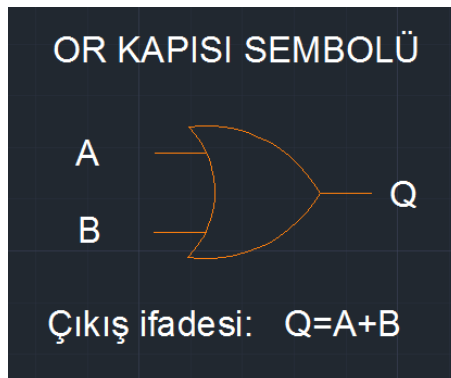 OR KAPISI SEMBOLÜ
A
Q
B
Çıkış ifadesi: Q=A+B